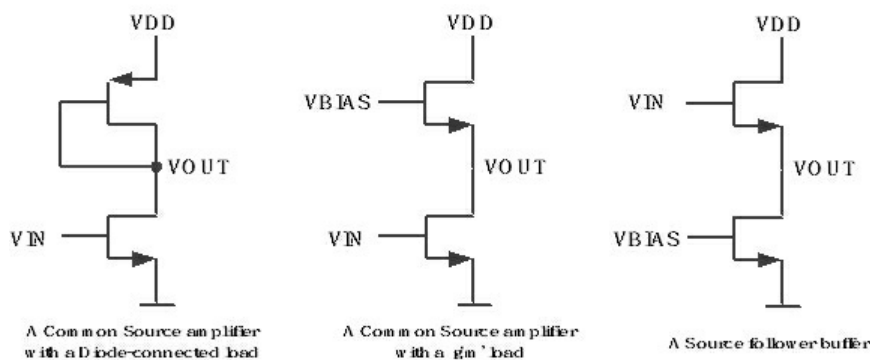 VDD
VDD
VDD
VBIAS
VIN
VOUT
VOUT
VOUT
VIN
VIN
VBIAS
A Common Source amplifier
with a Diode-connected load
A Common Source amplifier
with a gm' load
A Source follower buffer